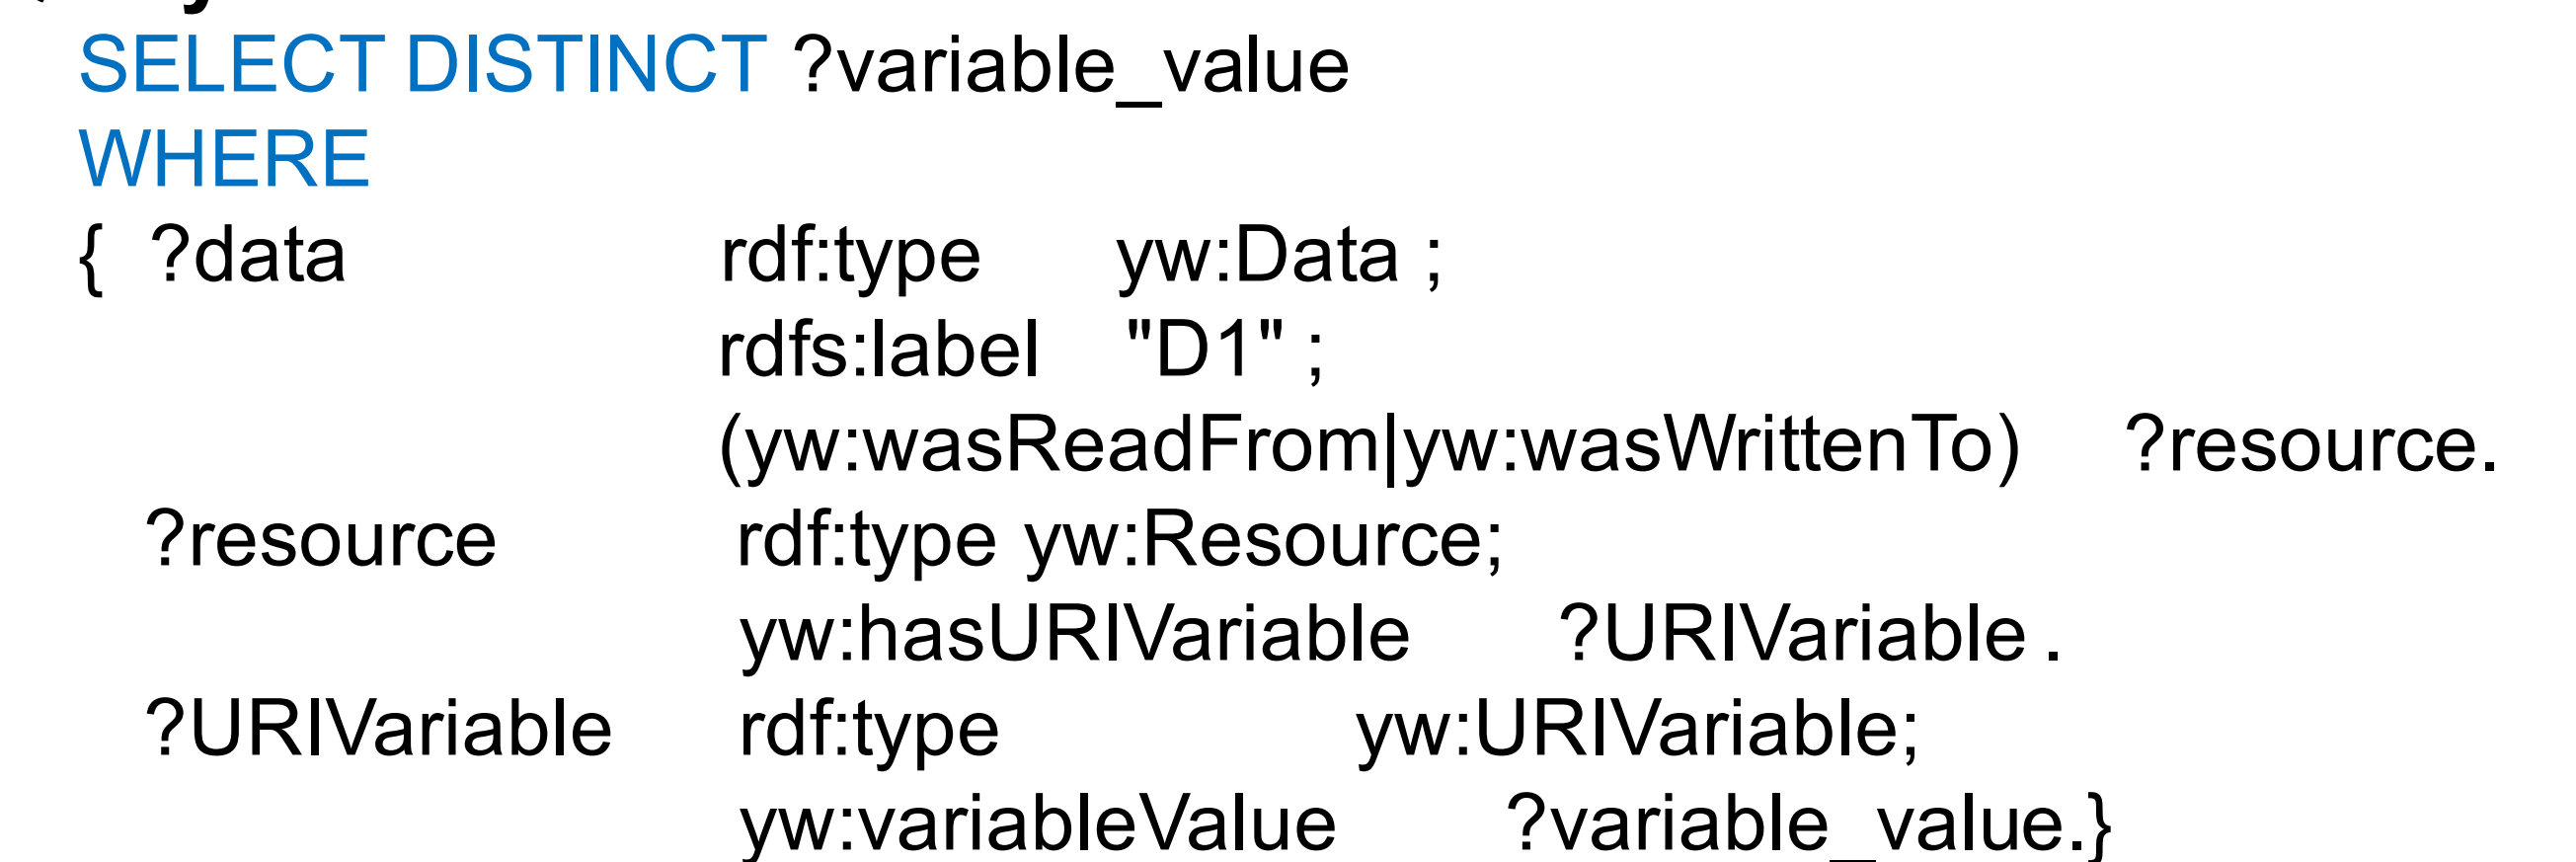 SELECT DISTINCT ?variable_value
WHERE
{ ?data rdf:type yw:Data ;
rdfs:label "D1" ;
(yw:wasReadFrom|yw:wasWrittenTo) ?resource.
?resource rdf:type yw:Resource;
yw:hasURIVariable ?URIVariable .
?URIVariable rdf:type yw:URIVariable;
yw:variableValue ?variable_value.}